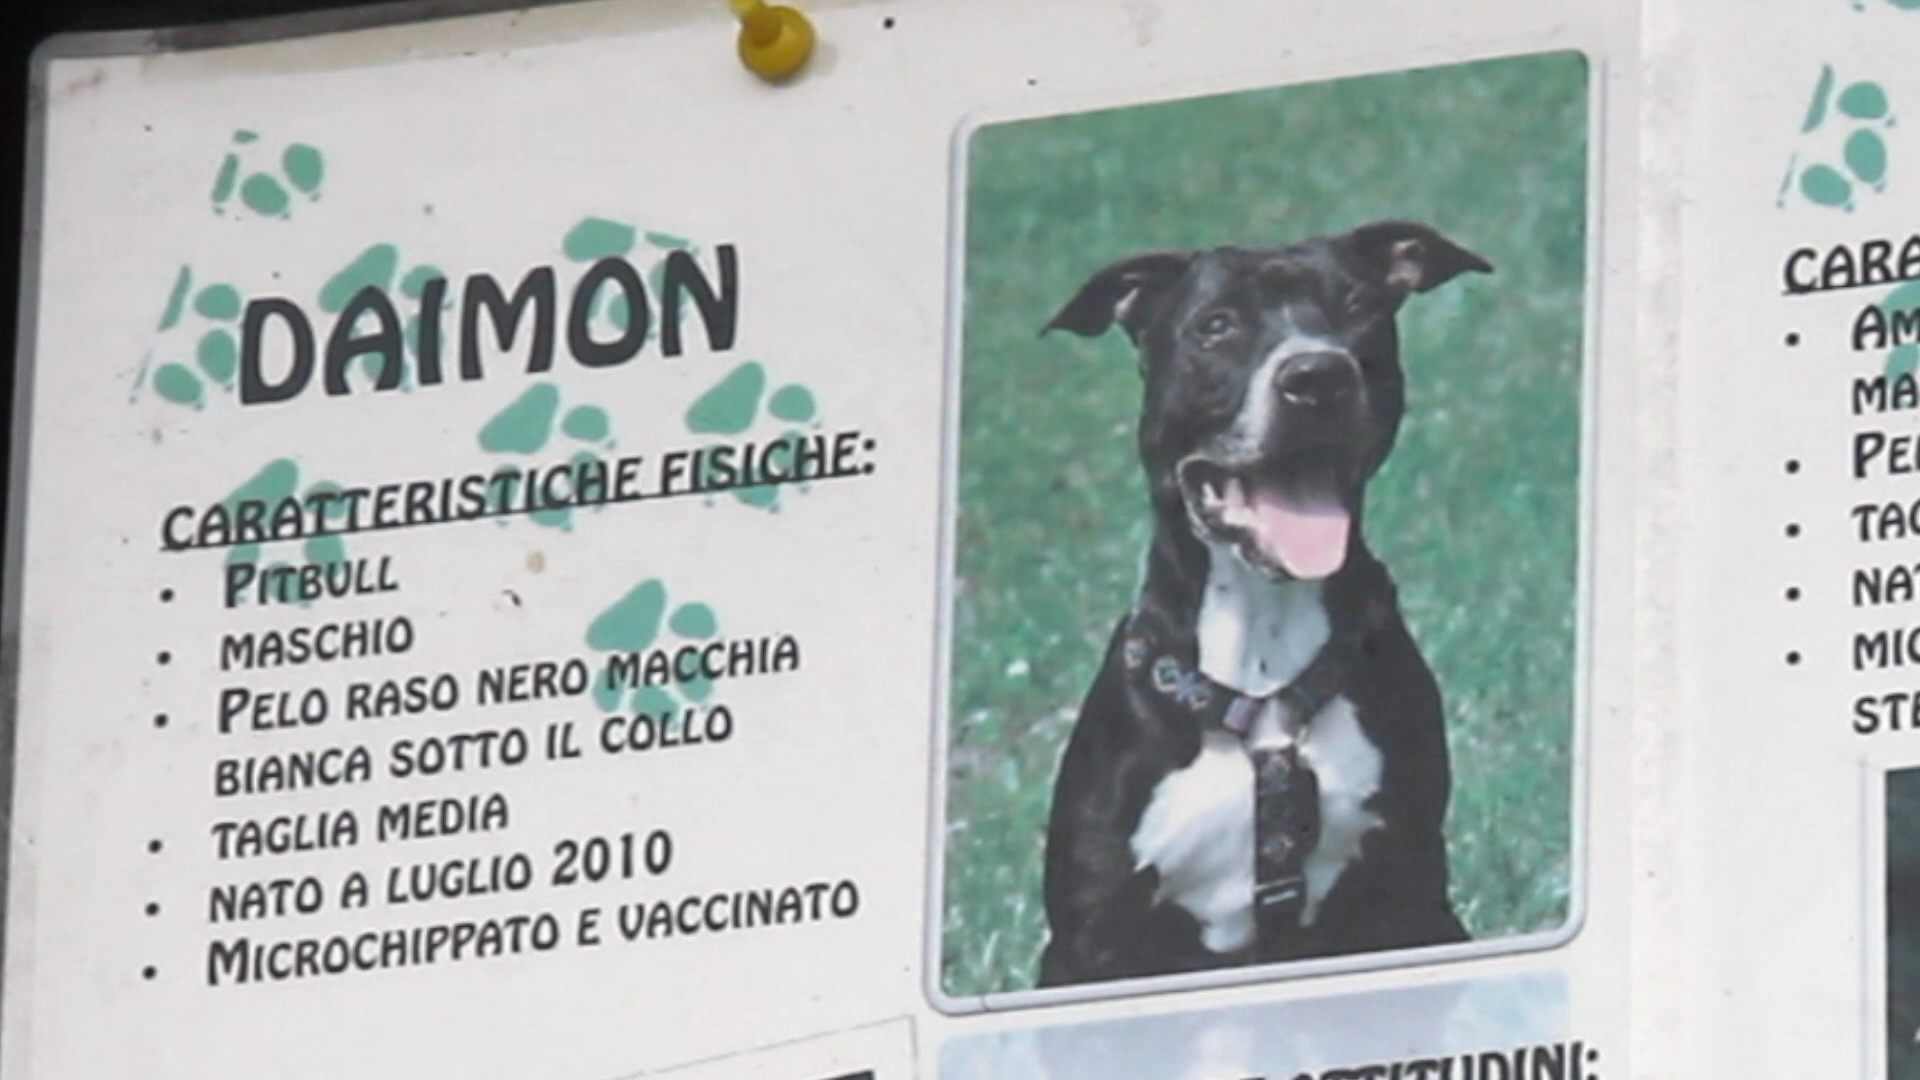 DAIMON
CARATTERISTICHE FISICHE:
• PITBULL
• MASCHIO
• PELO RASO NERO MACCHIA
BIANCA SOTTO IL COLLO
• TAGLIA MEDIA
• NATO A LUGLIO 2010
• MICROCHIPPATO E VACCINATO